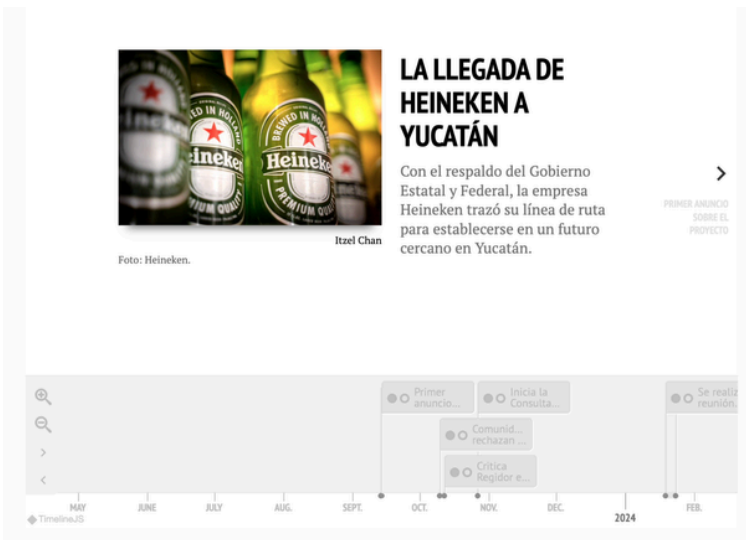 LA LLEGADA DE
HEINEKEN A
YUCATÁN
Con el respaldo del Gobierno
Estatal y Federal, la empresa
Heineken trazó su línea de ruta
para establecerse en un futuro
cercano en Yucatán.
BREWED IN HOLLAND
Heineken
PREMIUM QU
Itzel Chan
Foto: Heineken.
PRIMER ANUNCIO
SOBRE EL
PROYECTO
Primer
anuncio...
Inicia la
Consulta...
Se realiz
reunión.
Comunid...
rechazan ...
Crítica
Regidor e...
MAY JUNE JULY AUG. SEPT. OCT. NOV. DEC. 2024 FEB.
TimelineJS